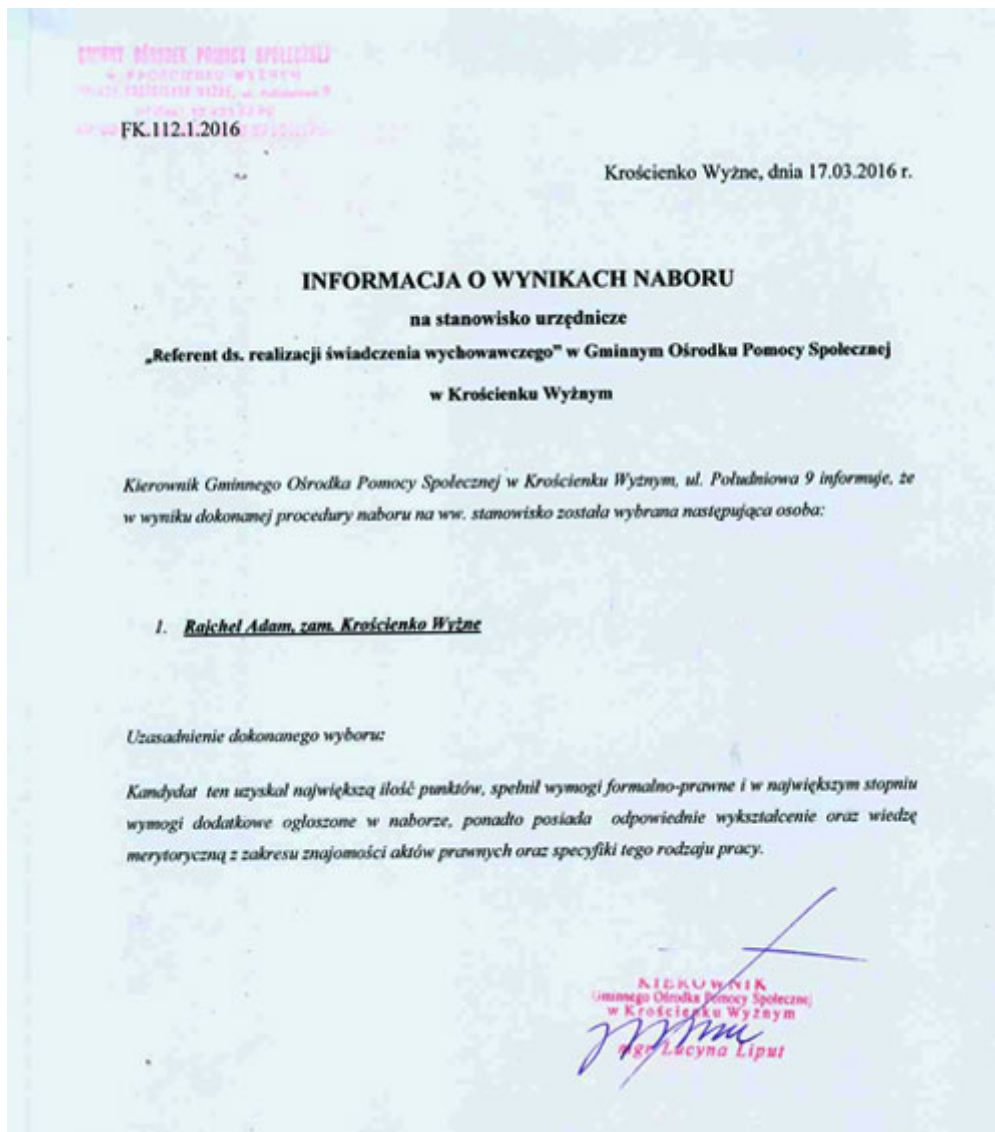 GMINNY OŚRODEK POMOCY SPOŁECZNEJ
FK.112.1.2016
Krościenko Wyżne, dnia 17.03.2016 r.
INFORMACJA O WYNIKACH NABORU
na stanowisko urzędnicze
„Referent ds. realizacji świadczenia wychowawczego” w Gminnym Ośrodku Pomocy Społecznej
w Krościenku Wyżnym
Kierownik Gminnego Ośrodka Pomocy Społecznej w Krościenku Wyżnym, ul. Południowa 9 informuje, że
w wyniku dokonanej procedury naboru na ww. stanowisko została wybrana następująca osoba:
1. Rajchel Adam, zam. Krościenko Wyżne
Uzasadnienie dokonanego wyboru:
Kandydat ten uzyskał największą ilość punktów, spełnił wymogi formalno-prawne i w największym stopniu
wymogi dodatkowe ogłoszone w naborze, ponadto posiada odpowiednie wykształcenie oraz wiedzę
merytoryczną z zakresu znajomości aktów prawnych oraz specyfiki tego rodzaju pracy.
KIEROWNIK
Gminnego Ośrodka Pomocy Społecznej
w Krościenku Wyżnym
mgr Lucyna Liput